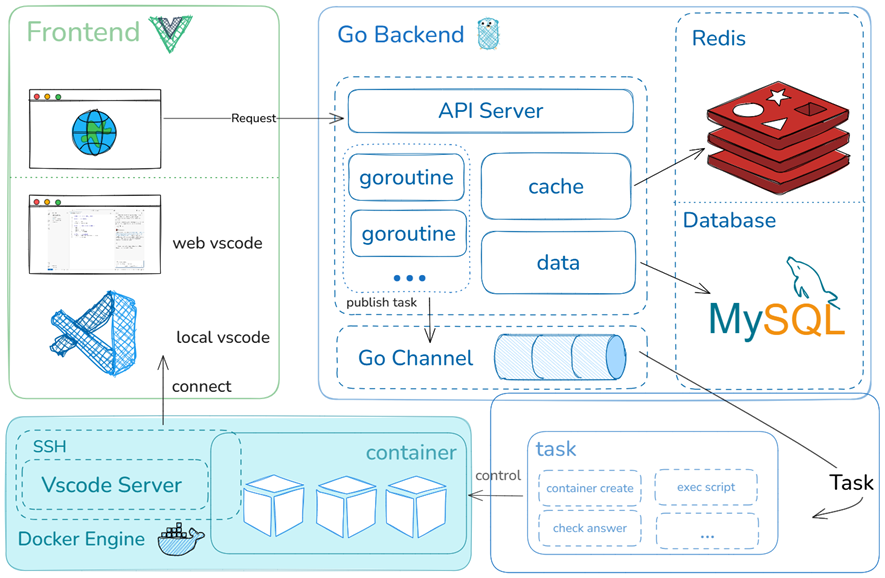 Frontend
Request
web vscode
local vscode
connect
Go Backend
API Server
goroutine
goroutine
...
cache
data
publish task
Go Channel
Redis
Database
MySQL
SSH
Vscode Server
Docker Engine
container
control
task
container create
exec script
check answer
...
Task